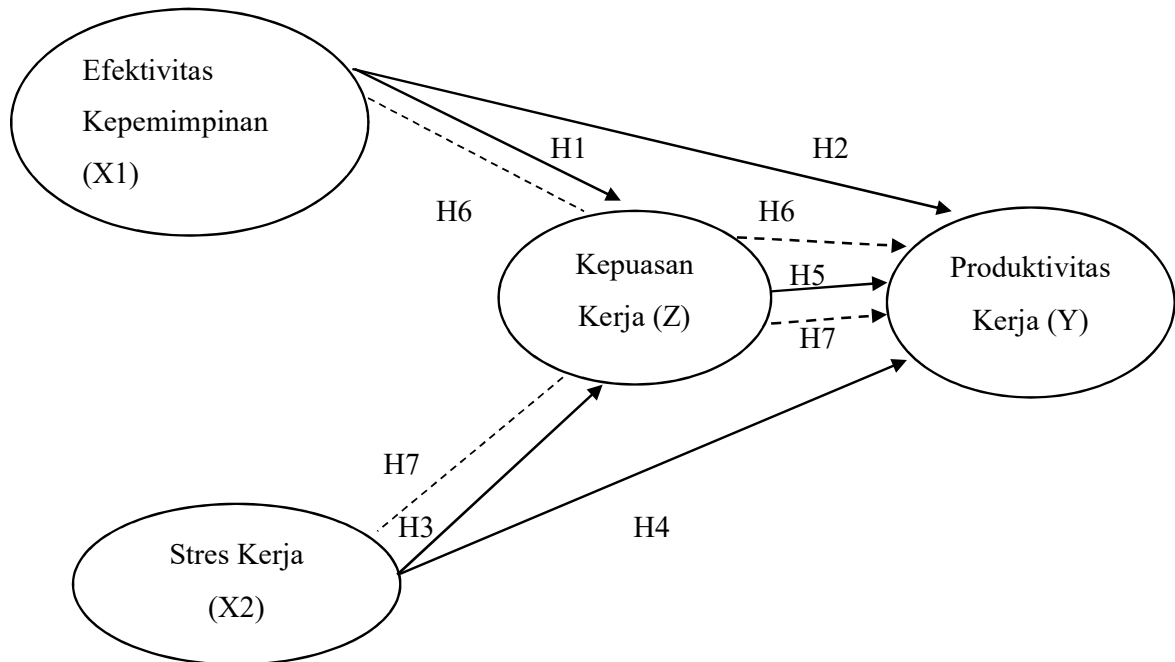 Efektivitas
Kepemimpinan
(X1)
H1
H2
H6
H6
Kepuasan
Kerja (Z)
H5
H7
Produktivitas
Kerja (Y)
H7
H3
H4
Stres Kerja
(X2)